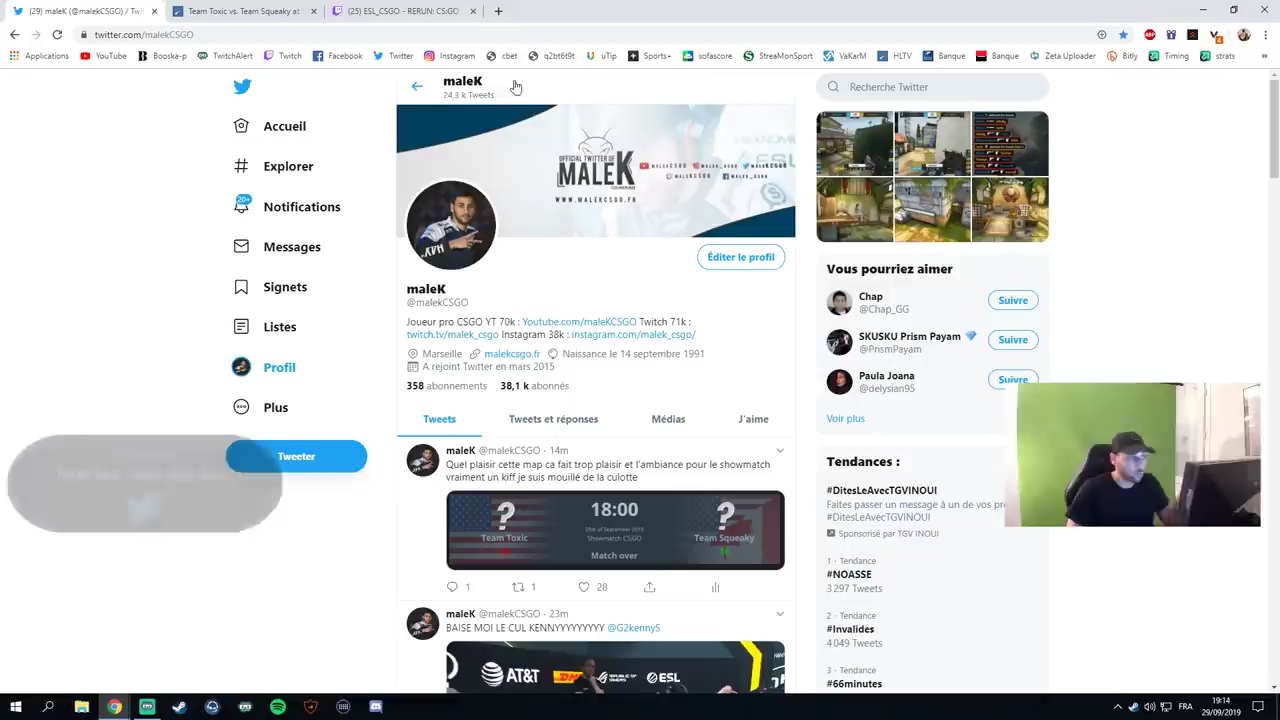 (29) maleK (@malekCSGO) / Twi
Team Toxic vs. Team Squeaky at
(25) ESL_CSGO - RERUN: CS:GO
twitter.com/malekCSGO
Applications
YouTube
Booska-p
TwitchAlert
Twitch
Facebook
Twitter
Instagram
cbet
q2bt6t9t
uTip
Sports+
sofascore
StreaMonSport
VaKarM
HLTV
Banque
Banque
Zeta Uploader
Bitly
Timing
strats
maleK
24,3 k Tweets
Recherche Twitter
Accueil
Explorer
20+
Notifications
Messages
Signets
Listes
Profil
Plus
Tweeter
OFFICIAL TWITTER OF
MALEK
WWW.MALEKCSGO.FR
Éditer le profil
maleK
@malekCSGO
Joueur pro CSGO YT 70k : Youtube.com/maleKCSGO Twitch 71k :
twitch.tv/malek_csgo Instagram 38k : instagram.com/malek_csgo/
Marseille malekcsgo.fr Naissance le 14 septembre 1991
A rejoint Twitter en mars 2015
358 abonnements 38,1 k abonnés
Tweets
Tweets et réponses
Médias
J'aime
maleK @malekCSGO · 14m
Quel plaisir cette map ca fait trop plaisir et l'ambiance pour le showmatch
vraiment un kiff je suis mouillé de la culotte
? 18:00 ?
29th of September 2019
Team Toxic Showmatch CSGO Team Squeaky
16
Match over
1 1 28
maleK @malekCSGO · 23m
BAISE MOI LE CUL KENNYYYYYYYYY @G2kennyS
AT&T
DHL
REPUBLIC OF
GAMERS
ESL
Vous pourriez aimer
Chap
@Chap_GG
Suivre
SKUSKU Prism Payam
@PrismPayam
Suivre
Paula Joana
@delysian95
Suivre
Voir plus
Tendances :
#DitesLeAvecTGVINOUI
Faites passer un message à un de vos pr
#DitesLeAvecTGVINOUI
Sponsorisé par TGV INOUI
1 · Tendance
#NOASSE
3 297 Tweets
2 · Tendance
#Invalides
4 049 Tweets
3 · Tendance
#66minutes
FRA
19:14
29/09/2019